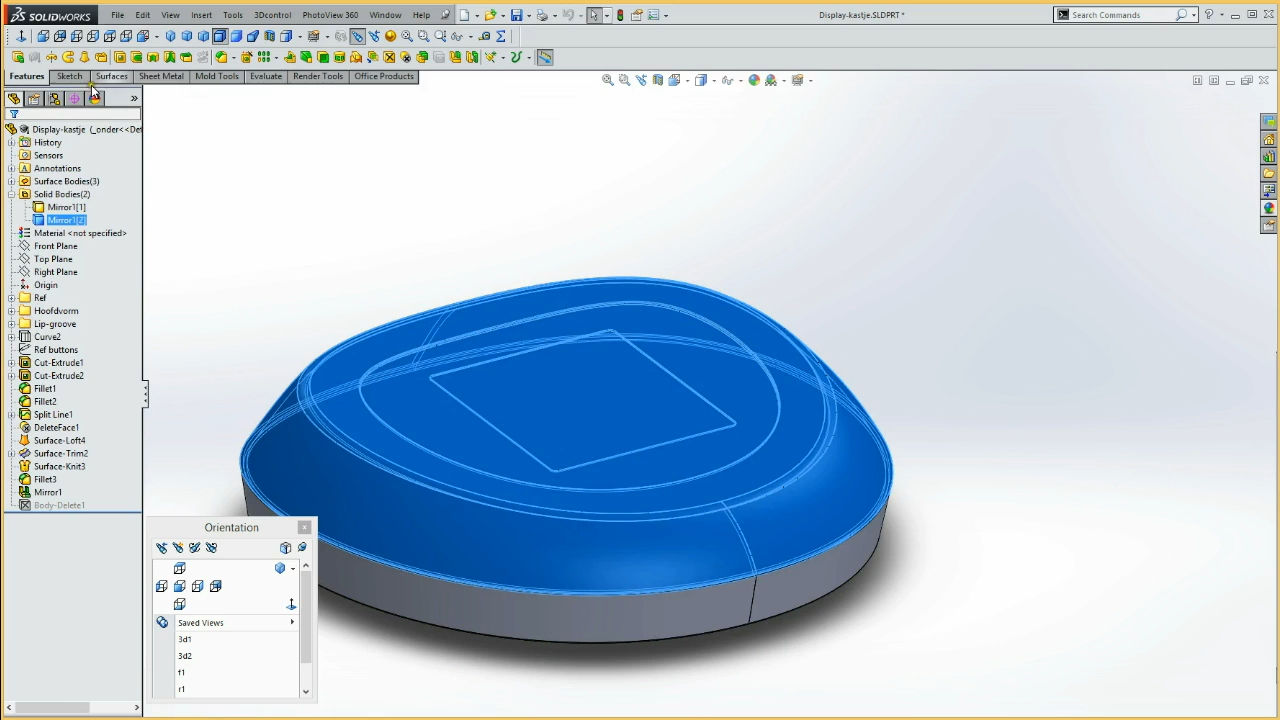 SOLIDWORKS File Edit View Insert Tools 3Dcontrol PhotoView 360 Window Help Display-kastje.SLDPRT * Search Commands
Features Sketch Surfaces Sheet Metal Mold Tools Evaluate Render Tools Office Products
Display-kastje (_onder<<Def
History
Sensors
Annotations
Surface Bodies(3)
Solid Bodies(2)
Mirror1[1]
Mirror1[2]
Material <not specified>
Front Plane
Top Plane
Right Plane
Origin
Ref
Hoofdvorm
Lip-groove
Curve2
Ref buttons
Cut-Extrude1
Cut-Extrude2
Fillet1
Fillet2
Split Line1
DeleteFace1
Surface-Loft4
Surface-Trim2
Surface-Knit3
Fillet3
Mirror1
Body-Delete1
Orientation
Saved Views
3d1
3d2
f1
r1